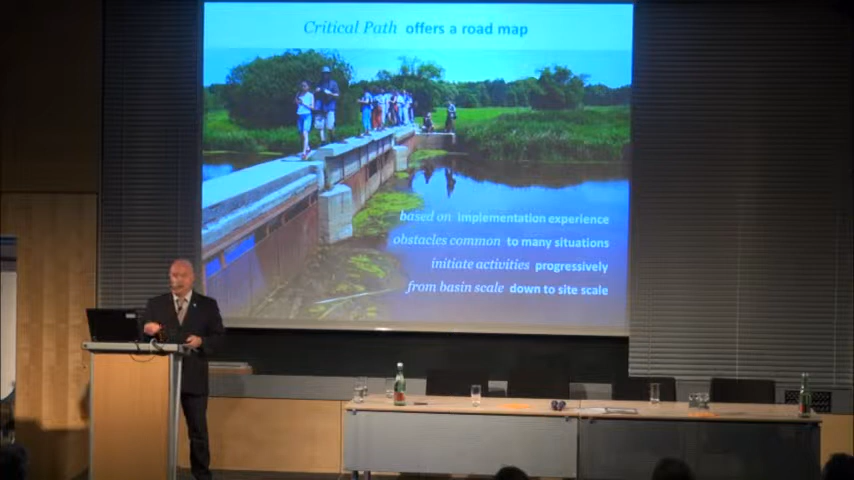 Critical Path offers a road map
based on implementation experience
obstacles common to many situations
initiate activities progressively
from basin scale down to site scale